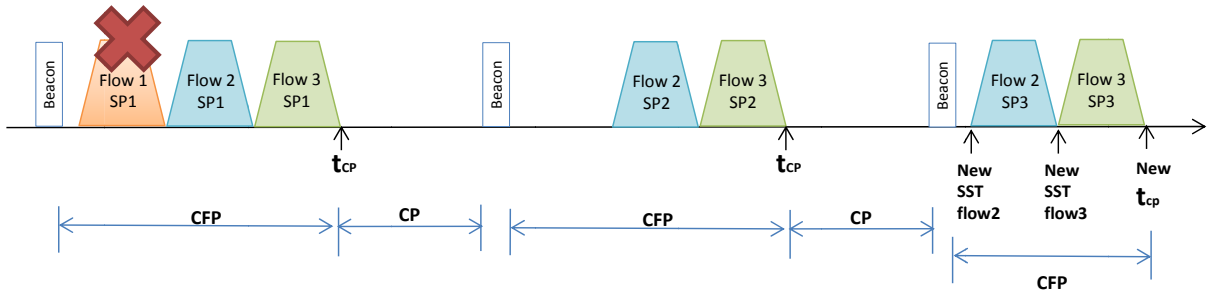 Beacon
Flow 1
SP1
Flow 2
SP1
Flow 3
SP1
Beacon
Flow 2
SP2
Flow 3
SP2
Beacon
Flow 2
SP3
Flow 3
SP3
tCP
tCP
New
SST
flow2
New
SST
flow3
New
tcp
CFP
CP
CFP
CP
CFP